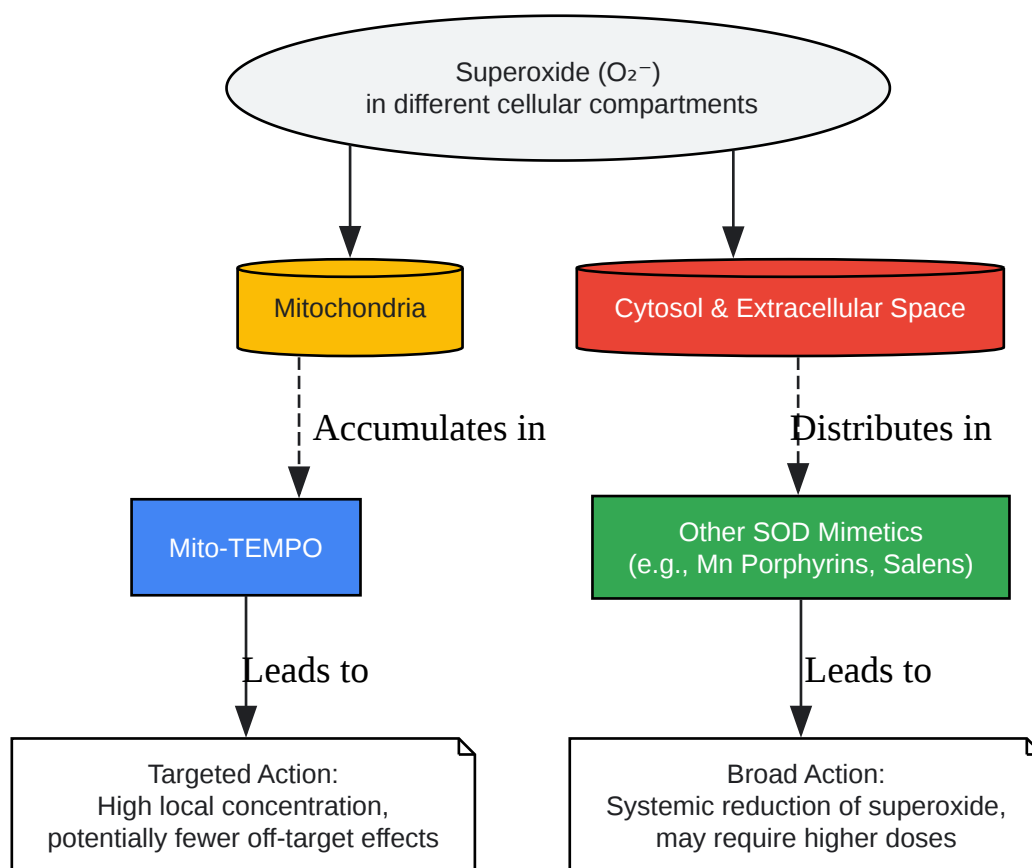 Superoxide (O₂⁻)
in different cellular compartments
Mitochondria
Cytosol & Extracellular Space
Accumulates in
Distributes in
Mito-TEMPO
Other SOD Mimetics
(e.g., Mn Porphyrins, Salens)
Leads to
Leads to
Targeted Action:
High local concentration,
potentially fewer off-target effects
Broad Action:
Systemic reduction of superoxide,
may require higher doses